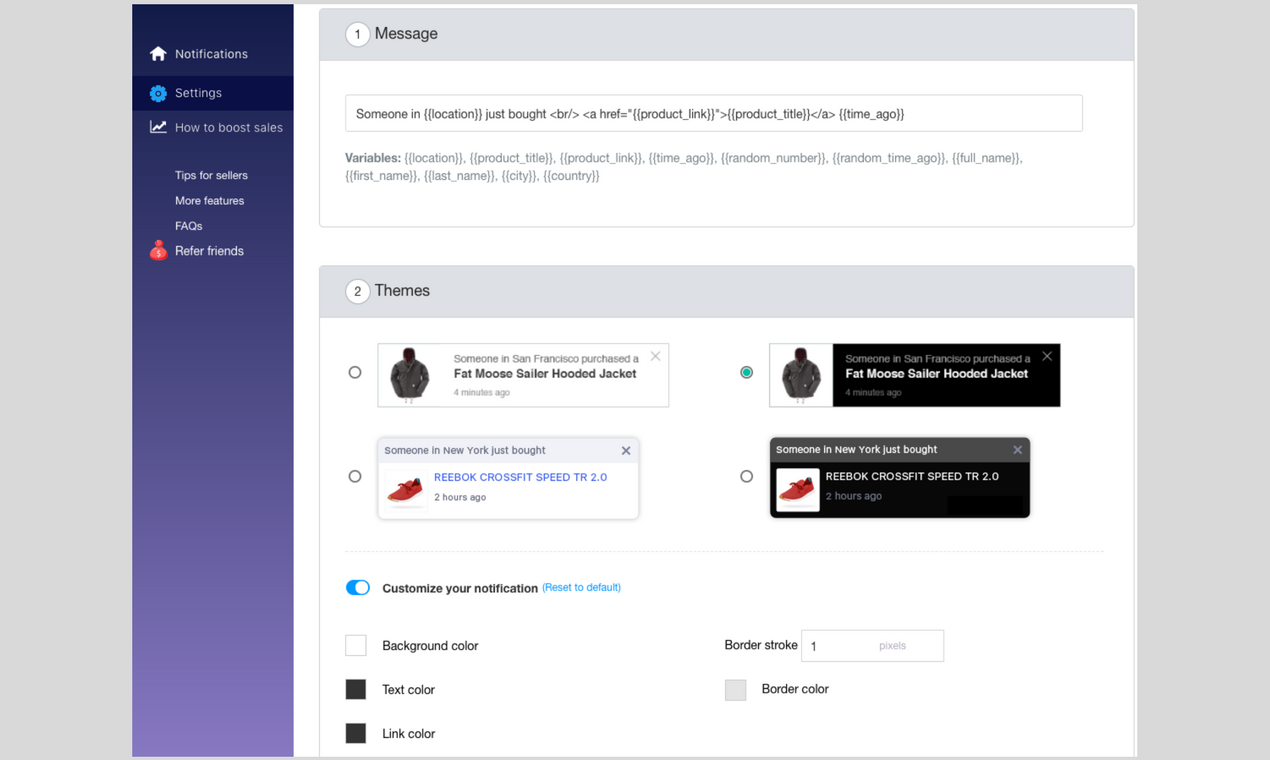 Notifications
Settings
How to boost sales
Tips for sellers
More features
FAQs
Refer friends
1 Message
Someone in {{location}} just bought <br/> <a href="{{product_link}}">{{product_title}}</a> {{time_ago}}
Variables: {{location}}, {{product_title}}, {{product_link}}, {{time_ago}}, {{random_number}}, {{random_time_ago}}, {{full_name}},
{{first_name}}, {{last_name}}, {{city}}, {{country}}
2 Themes
Someone in San Francisco purchased a
Fat Moose Sailer Hooded Jacket
4 minutes ago
Someone in San Francisco purchased a
Fat Moose Sailer Hooded Jacket
4 minutes ago
Someone in New York just bought
REEBOK CROSSFIT SPEED TR 2.0
2 hours ago
Someone in New York just bought
REEBOK CROSSFIT SPEED TR 2.0
2 hours ago
Customize your notification (Reset to default)
Background color
Border stroke 1 pixels
Text color
Border color
Link color